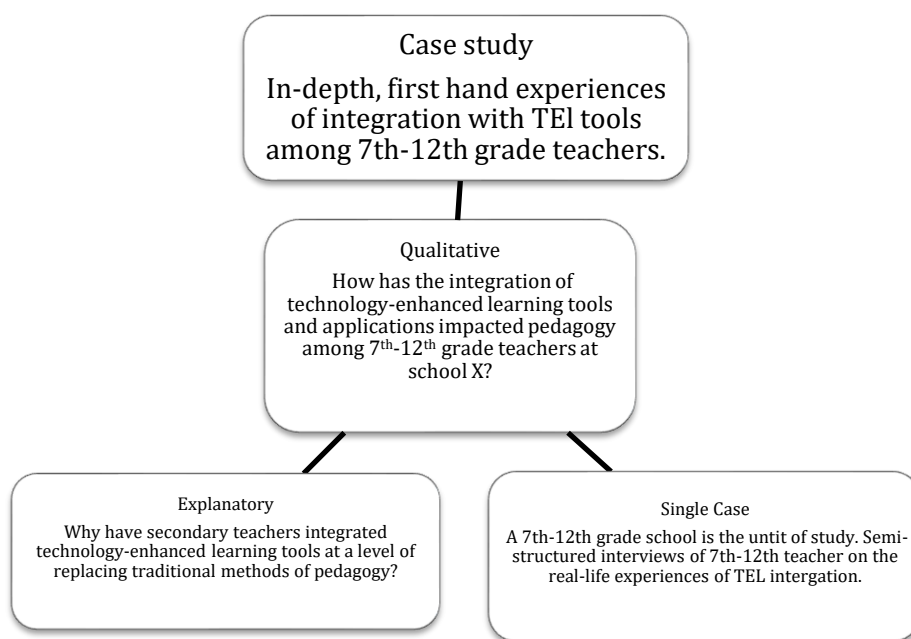 Case study
In-depth, first hand experiences
of integration with TEl tools
among 7th-12th grade teachers.
Qualitative
How has the integration of
technology-enhanced learning tools
and applications impacted pedagogy
among 7th-12th grade teachers at
school X?
Explanatory
Why have secondary teachers integrated
technology-enhanced learning tools at a level of
replacing traditional methods of pedagogy?
Single Case
A 7th-12th grade school is the untit of study. Semi-
structured interviews of 7th-12th teacher on the
real-life experiences of TEL intergation.